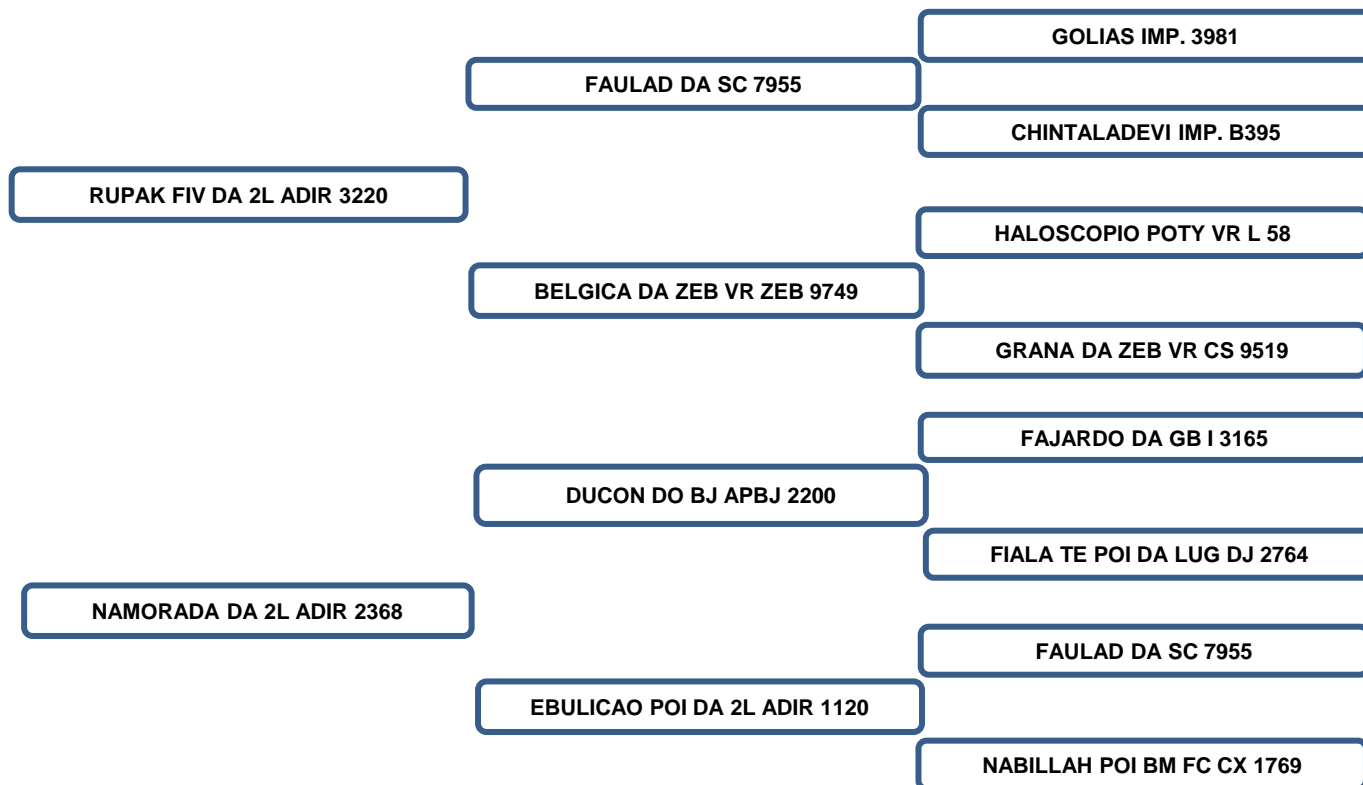 GOLIAS IMP. 3981
FAULAD DA SC 7955
CHINTALADEVI IMP. B395
RUPAK FIV DA 2L ADIR 3220
HALOSCOPIO POTY VR L 58
BELGICA DA ZEB VR ZEB 9749
GRANA DA ZEB VR CS 9519
FAJARDO DA GB I 3165
DUCON DO BJ APBJ 2200
FIALA TE POI DA LUG DJ 2764
NAMORADA DA 2L ADIR 2368
FAULAD DA SC 7955
EBULICAO POI DA 2L ADIR 1120
NABILLAH POI BM FC CX 1769